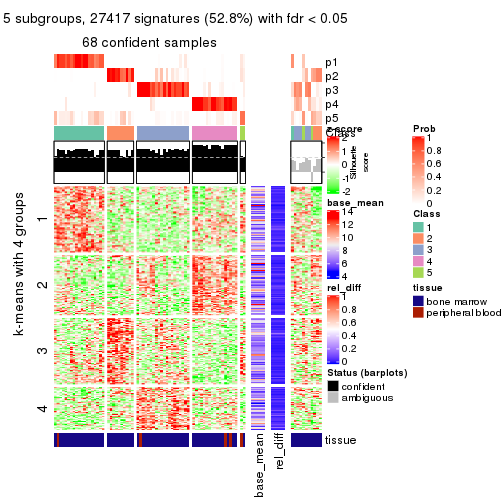 5 subgroups, 27417 signatures (52.8%) with fdr < 0.05
68 confident samples
p1
p2
p3
p4
p5
Class
Silhouette
score
k-means with 4 groups
1
2
3
4
tissue
base_mean
rel_diff
z-score
2
1
0
-1
-2
base_mean
14
12
10
8
6
4
rel_diff
1
0.8
0.6
0.4
0.2
0
Status (barplots)
confident
ambiguous
Prob
1
0.8
0.6
0.4
0.2
0
Class
1
2
3
4
5
tissue
bone marrow
peripheral blood